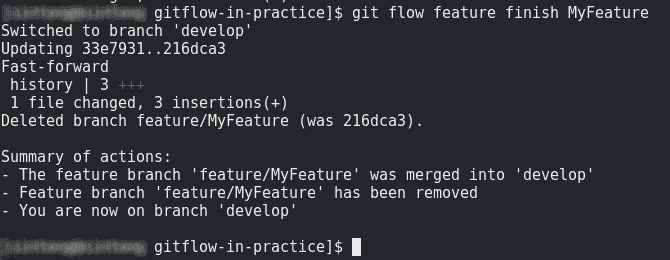 gitflow-in-practice]$ git flow feature finish MyFeature
Switched to branch 'develop'
Updating 33e7931..216dca3
Fast-forward
 history | 3 +++
 1 file changed, 3 insertions(+)
Deleted branch feature/MyFeature (was 216dca3).
Summary of actions:
- The feature branch 'feature/MyFeature' was merged into 'develop'
- Feature branch 'feature/MyFeature' has been removed
- You are now on branch 'develop'
gitflow-in-practice]$